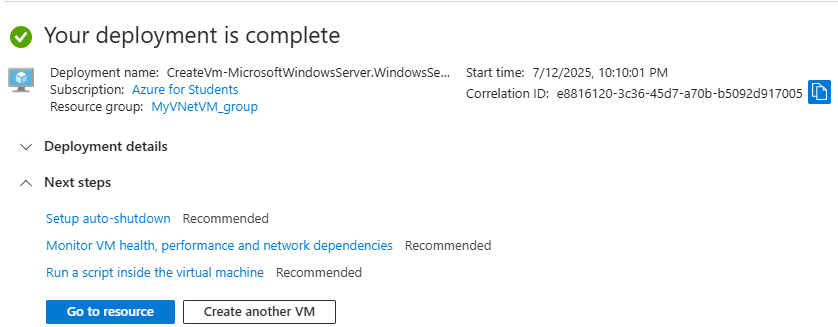 Your deployment is complete
Deployment name: CreateVm-MicrosoftWindowsServer.WindowsSe...
Subscription: Azure for Students
Resource group: MyVNetVM_group
Start time: 7/12/2025, 10:10:01 PM
Correlation ID: e8816120-3c36-45d7-a70b-b5092d917005
Deployment details
Next steps
Setup auto-shutdown Recommended
Monitor VM health, performance and network dependencies Recommended
Run a script inside the virtual machine Recommended
Go to resource Create another VM